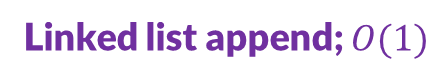 Linked list append; O(1)